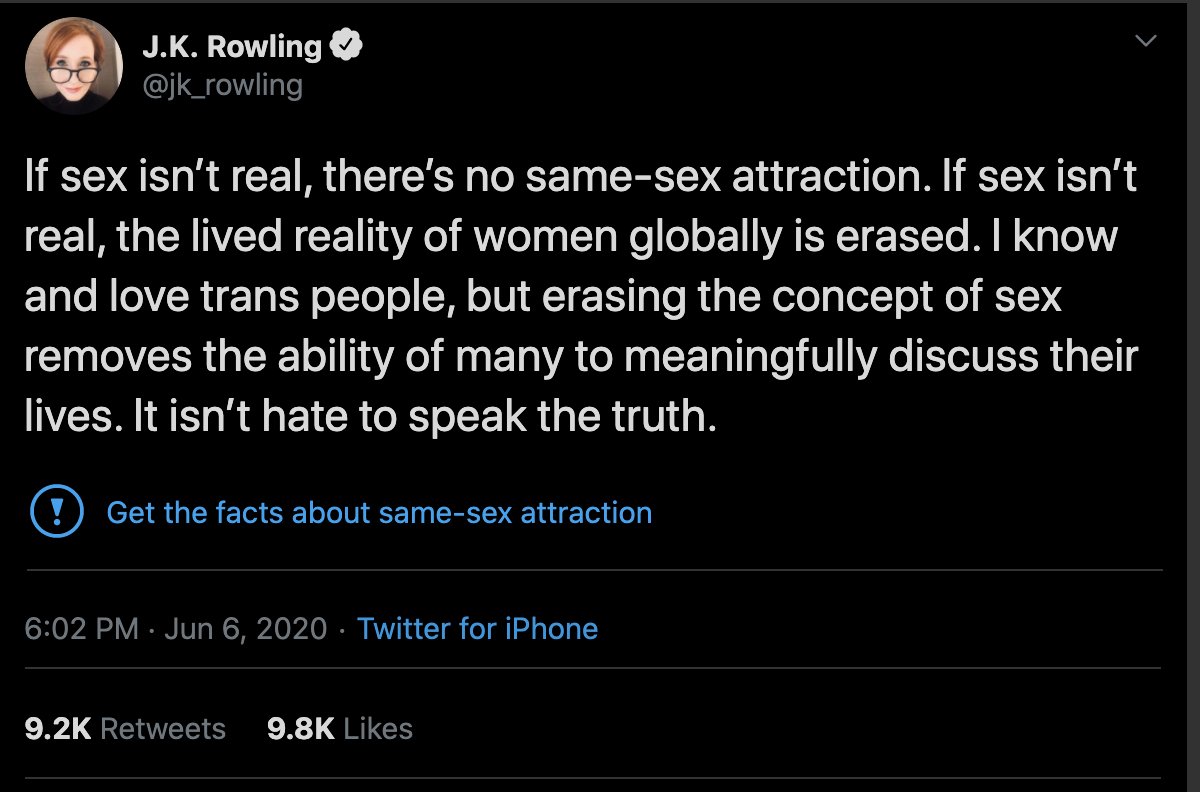 J.K. Rowling
@jk_rowling
If sex isn’t real, there’s no same-sex attraction. If sex isn’t
real, the lived reality of women globally is erased. I know
and love trans people, but erasing the concept of sex
removes the ability of many to meaningfully discuss their
lives. It isn’t hate to speak the truth.
Get the facts about same-sex attraction
6:02 PM · Jun 6, 2020 · Twitter for iPhone
9.2K Retweets 9.8K Likes